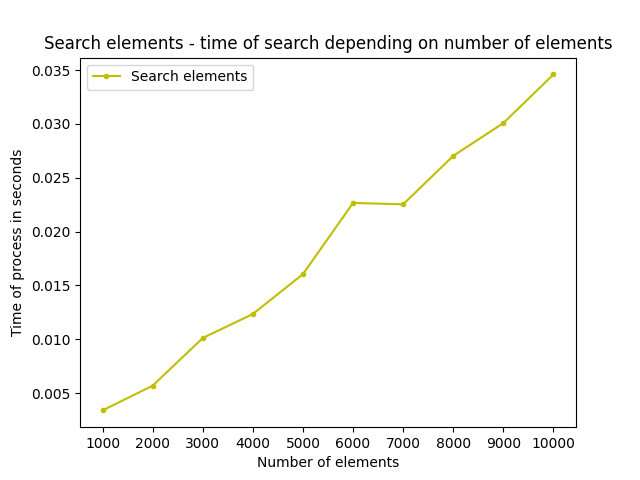 Search elements - time of search depending on number of elements
Search elements
Time of process in seconds
0.035
0.030
0.025
0.020
0.015
0.010
0.005
1000 2000 3000 4000 5000 6000 7000 8000 9000 10000
Number of elements